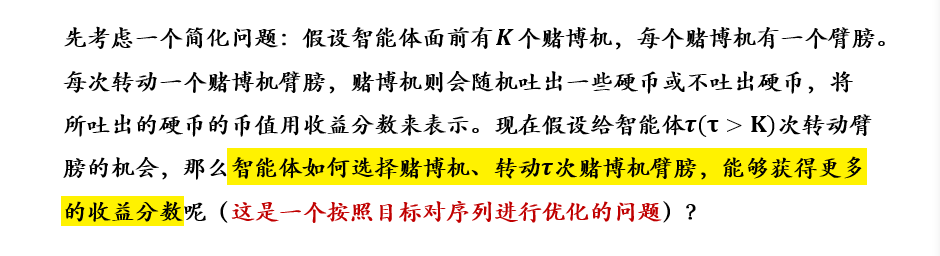 先考虑一个简化问题：假设智能体面前有K个赌博机，每个赌博机有一个臂膀。
每次转动一个赌博机臂膀，赌博机则会随机吐出一些硬币或不吐出硬币，将
所吐出的硬币的币值用收益分数来表示。现在假设给智能体τ(τ > K)次转动臂
膀的机会，那么智能体如何选择赌博机、转动τ次赌博机臂膀，能够获得更多
的收益分数呢（这是一个按照目标对序列进行优化的问题）？